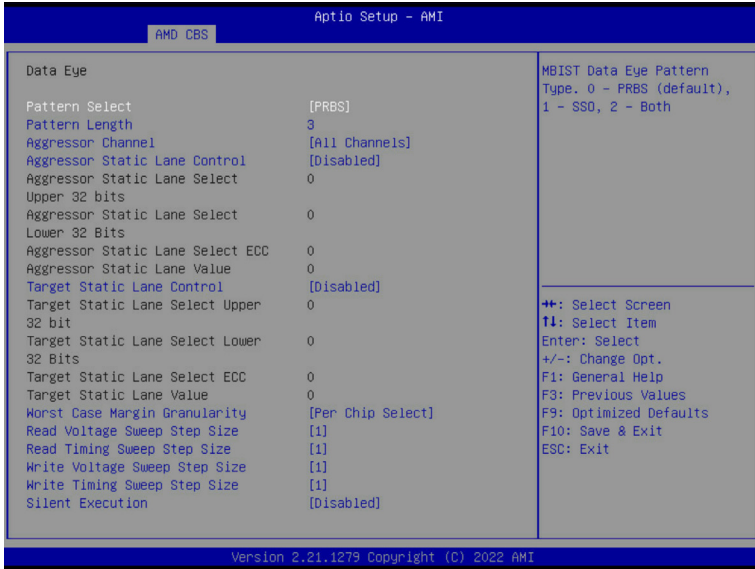 Aptio Setup - AMI
AMD CBS
Data Eye
Pattern Select [PRBS]
Pattern Length 3
Aggressor Channel [All Channels]
Aggressor Static Lane Control [Disabled]
Aggressor Static Lane Select 0
Upper 32 bits
Aggressor Static Lane Select 0
Lower 32 Bits
Aggressor Static Lane Select ECC 0
Aggressor Static Lane Value 0
Target Static Lane Control [Disabled]
Target Static Lane Select Upper 0
32 bit
Target Static Lane Select Lower 0
32 Bits
Target Static Lane Select ECC 0
Target Static Lane Value 0
Worst Case Margin Granularity [Per Chip Select]
Read Voltage Sweep Step Size [1]
Read Timing Sweep Step Size [1]
Write Voltage Sweep Step Size [1]
Write Timing Sweep Step Size [1]
Silent Execution [Disabled]
MBIST Data Eye Pattern
Type. 0 - PRBS (default),
1 - SSO, 2 - Both
→←: Select Screen
↑↓: Select Item
Enter: Select
+/-: Change Opt.
F1: General Help
F3: Previous Values
F9: Optimized Defaults
F10: Save & Exit
ESC: Exit
Version 2.21.1279 Copyright (C) 2022 AMI